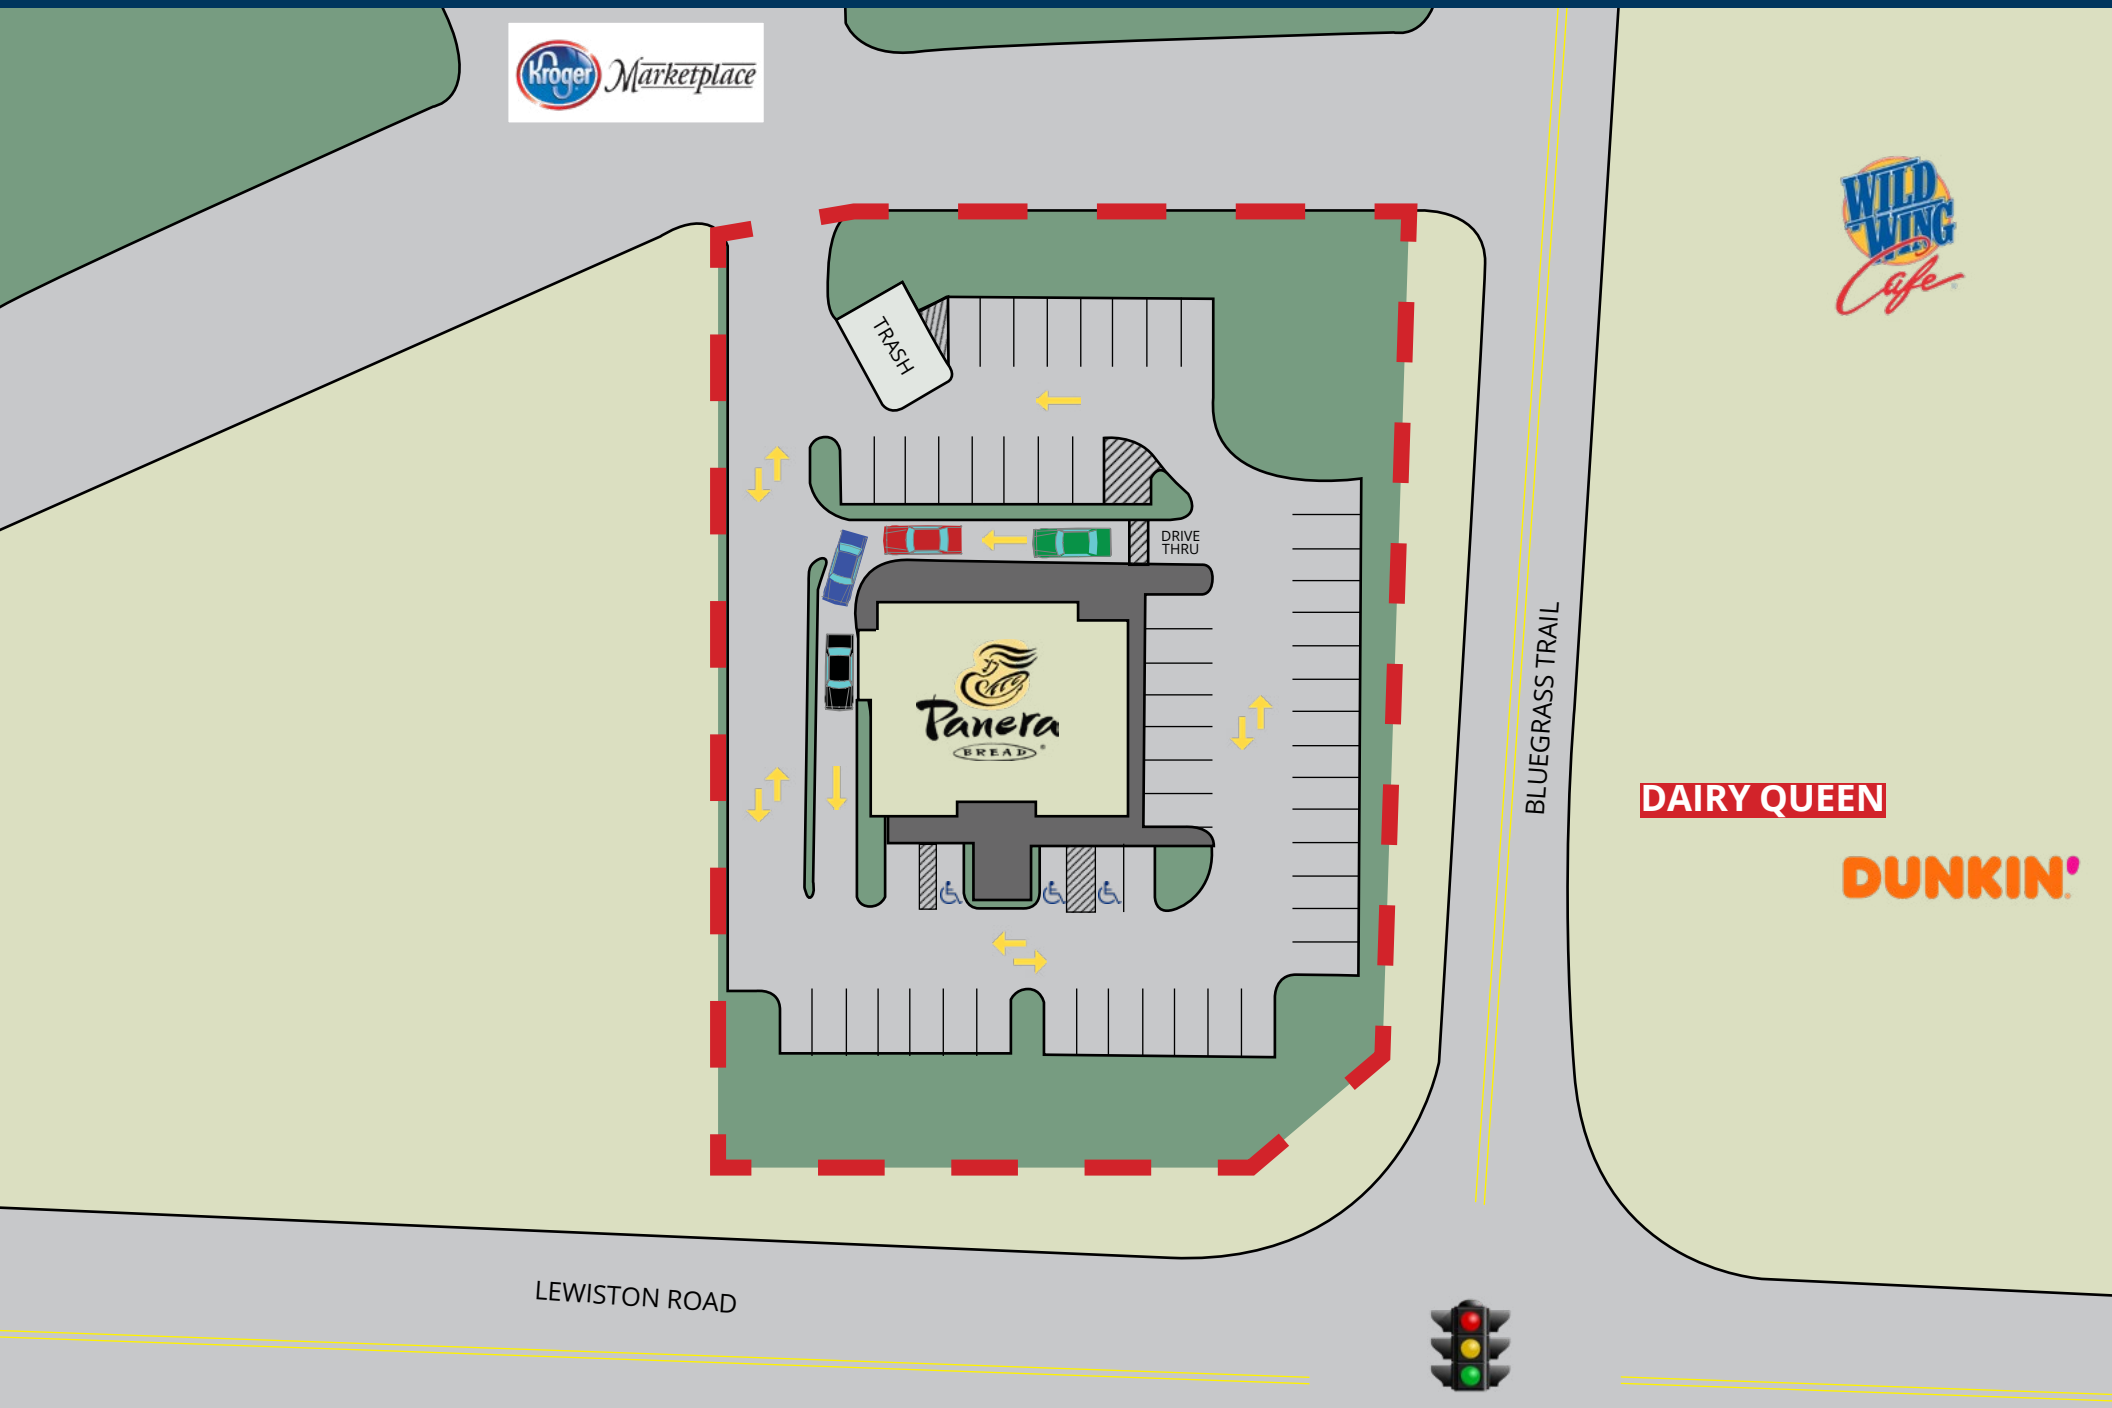 Kroger Marketplace
WILD
WING
Cafe
TRASH
DRIVE
THRU
Panera
BREAD
BLUEGRASS TRAIL
DAIRY QUEEN
DUNKIN'
LEWISTON ROAD